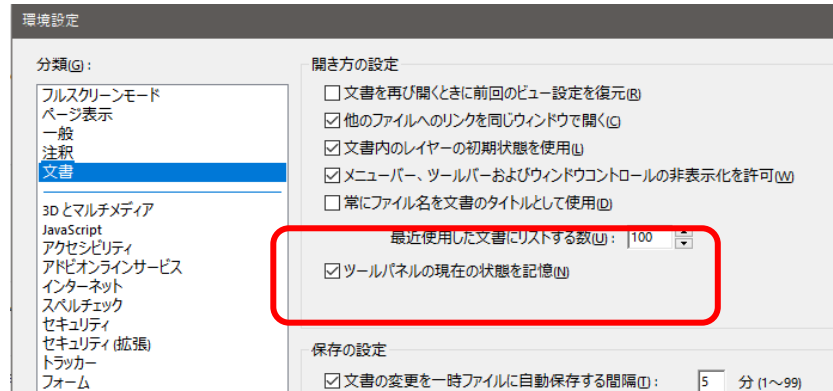 環境設定
分類(G):
フルスクリーンモード
ページ表示
一般
注釈
文書
3D とマルチメディア
JavaScript
アクセシビリティ
アドビオンラインサービス
インターネット
スペルチェック
セキュリティ
セキュリティ (拡張)
トラッカー
フォーム
開き方の設定
文書を再び開くときに前回のビュー設定を復元(R)
他のファイルへのリンクを同じウィンドウで開く(C)
文書内のレイヤーの初期状態を使用(L)
メニューバー、ツールバーおよびウィンドウコントロールの非表示化を許可(W)
常にファイル名を文書のタイトルとして使用(D)
最近使用した文書にリストする数(U): 100
ツールパネルの現在の状態を記憶(N)
保存の設定
文書の変更を一時ファイルに自動保存する間隔(T): 5 分 (1～99)